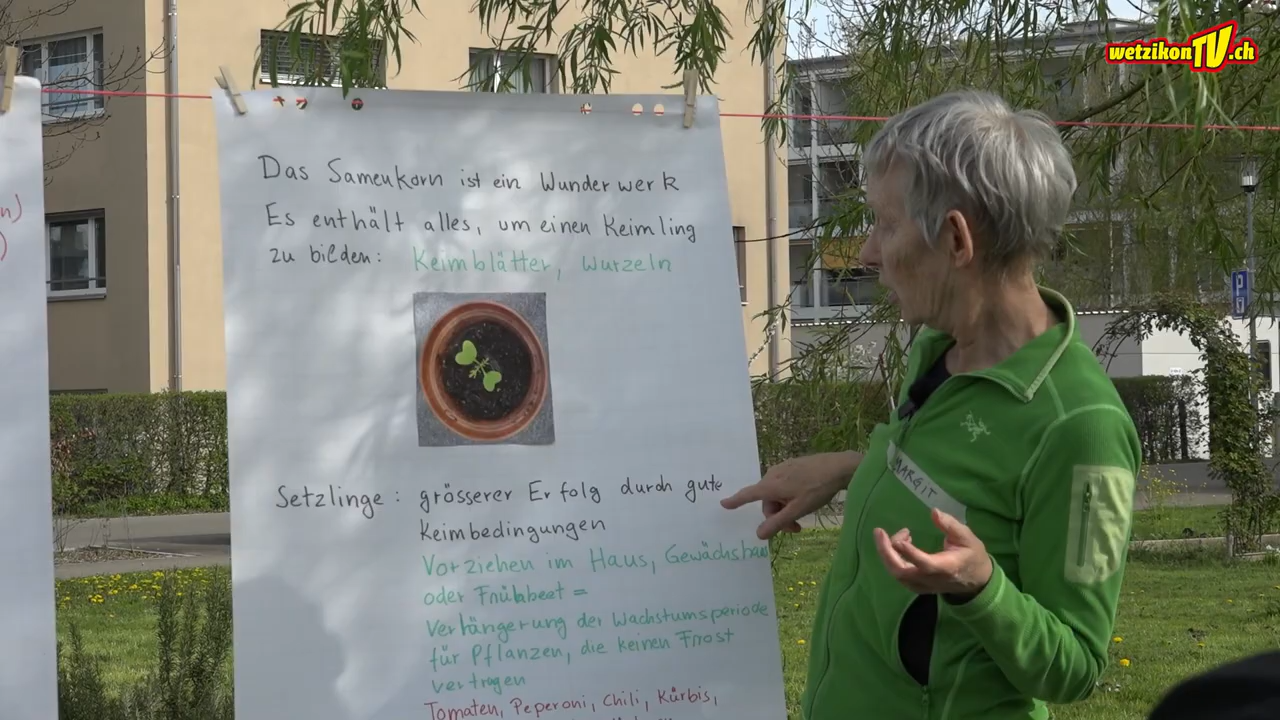 wetzikonTV.ch
n)
)
Das Samenkorn ist ein Wunderwerk
Es enthält alles, um einen Keimling
zu bilden: Keimblätter, Wurzeln
Setzlinge: grösserer Erfolg durch gute
Keimbedingungen
Vorziehen im Haus, Gewächshaus
oder Frühbeet =
Verlängerung der Wachstumsperiode
für Pflanzen, die keinen Frost
vertragen
Tomaten, Peperoni, Chili, Kürbis,
MARGIT
P